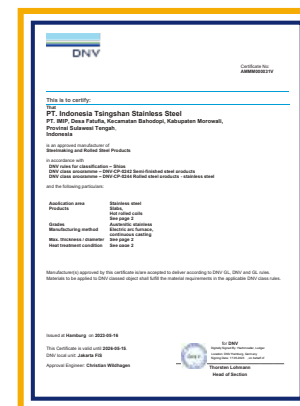 DNV
Certificate No:
AMMM000031V
This is to certify:
That
PT. Indonesia Tsingshan Stainless Steel
PT. IMIP, Desa Fatufia, Kecamatan Bahodopi, Kabupaten Morowali,
Provinsi Sulawesi Tengah,
Indonesia
is an approved manufacturer of
Steelmaking and Rolled Steel Products
in accordance with
DNV rules for classification – Ships
DNV class programme – DNV-CP-0242 Semi-finished steel products
DNV class programme – DNV-CP-0244 Rolled steel products - stainless steel
and the following particulars:
Application area Stainless steel
Products Slabs,
Hot rolled coils
See page 2
Grades Austenitic stainless
Manufacturing method Electric arc furnace,
continuous casting
Max. thickness / diameter See page 2
Heat treatment condition See page 2
Manufacturer(s) approved by this certificate is/are accepted to deliver according to DNV GL, DNV and GL rules.
Materials to be applied to DNV classed object shall fulfil the material requirements in the applicable DNV class rules.
Issued at Hamburg on 2023-05-16
This Certificate is valid until 2026-05-15.
DNV local unit: Jakarta FiS
Approval Engineer: Christian Wildhagen
for DNV
Thorsten Lohmann
Head of Section